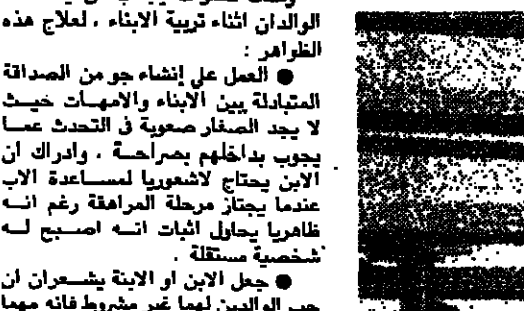 الوالدان اثناء تربية الابناء ، لعلاج هذه
الظواهر :
● العمل على إنشاء جو من الصداقة
المتبادلة بين الابناء والامهات حيث
لا يجد الصغار صعوبة فى التحدث عما
يجوب بداخلهم بصراحة . وادراك ان
الابن يحتاج لاشعوريا لمساعدة الاب
عندما يجتاز مرحلة المراهقة رغم انه
ظاهريا يحاول اثبات انه اصبح له
شخصية مستقلة .
● جعل الابن او الابنة يشعران ان
حب الوالدين لهما غير مشروط فانه مهما